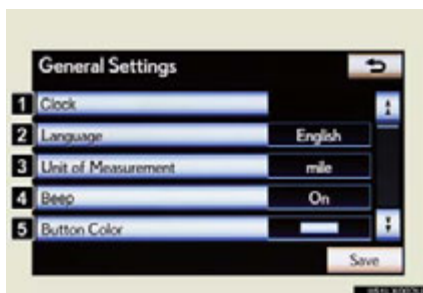 General Settings
1 Clock
2 Language English
3 Unit of Measurement mile
4 Beep On
5 Button Color
Save